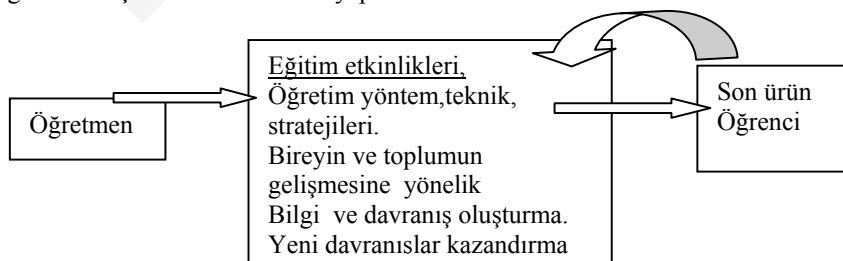 Öğretmen
Eğitim etkinlikleri,
Öğretim yöntem,teknik,
stratejileri.
Bireyin ve toplumun
gelişmesine yönelik
Bilgi ve davranış oluşturma.
Yeni davranıslar kazandırma
Son ürün
Öğrenci